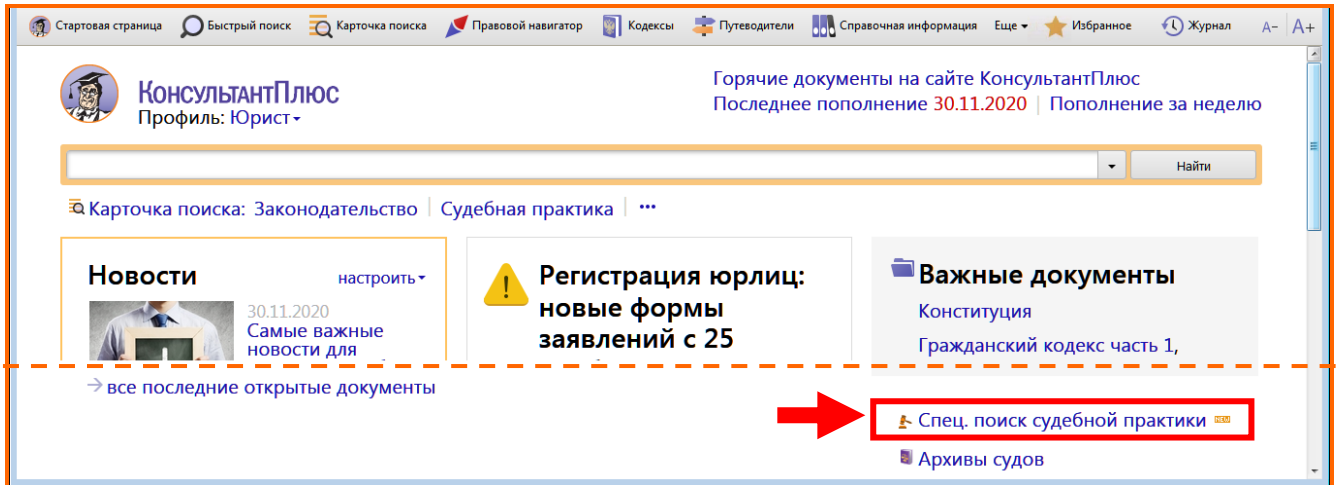 Стартовая страница Быстрый поиск Карточка поиска Правовой навигатор Кодексы Путеводители Справочная информация Еще Избранное Журнал А– А+
КонсультантПлюс
Профиль: Юрист
Горячие документы на сайте КонсультантПлюс
Последнее пополнение 30.11.2020 | Пополнение за неделю
Найти
Карточка поиска: Законодательство | Судебная практика | •••
Новости настроить
30.11.2020
Самые важные
новости для
Регистрация юрлиц:
новые формы
заявлений с 25
Важные документы
Конституция
Гражданский кодекс часть 1,
→ все последние открытые документы
Спец. поиск судебной практики NEW
Архивы судов